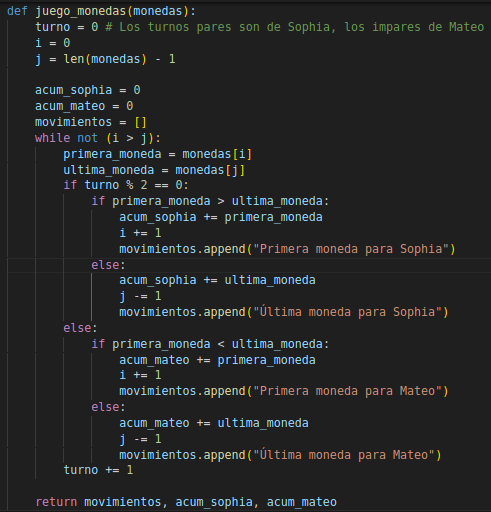 def juego_monedas(monedas):
    turno = 0 # Los turnos pares son de Sophia, los impares de Mateo
    i = 0
    j = len(monedas) - 1

    acum_sophia = 0
    acum_mateo = 0
    movimientos = []
    while not (i > j):
        primera_moneda = monedas[i]
        ultima_moneda = monedas[j]
        if turno % 2 == 0:
            if primera_moneda > ultima_moneda:
                acum_sophia += primera_moneda
                i += 1
                movimientos.append("Primera moneda para Sophia")
            else:
                acum_sophia += ultima_moneda
                j -= 1
                movimientos.append("Última moneda para Sophia")
        else:
            if primera_moneda < ultima_moneda:
                acum_mateo += primera_moneda
                i += 1
                movimientos.append("Primera moneda para Mateo")
            else:
                acum_mateo += ultima_moneda
                j -= 1
                movimientos.append("Última moneda para Mateo")
        turno += 1

    return movimientos, acum_sophia, acum_mateo